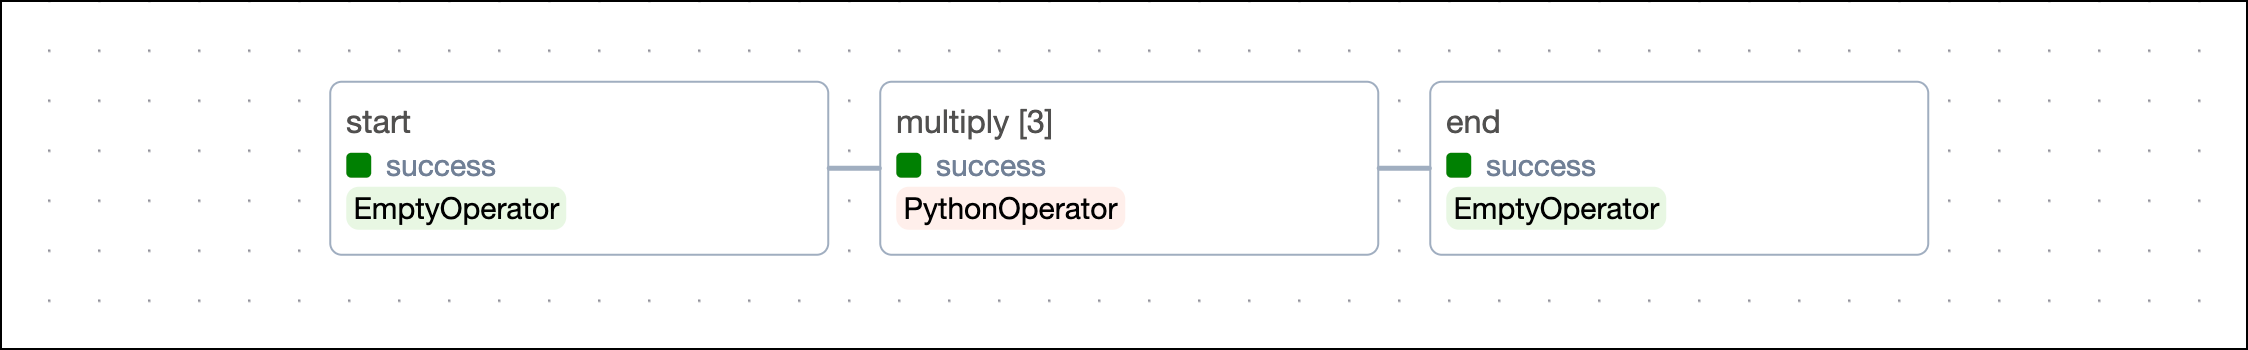 start
success
EmptyOperator
multiply [3]
success
PythonOperator
end
success
EmptyOperator